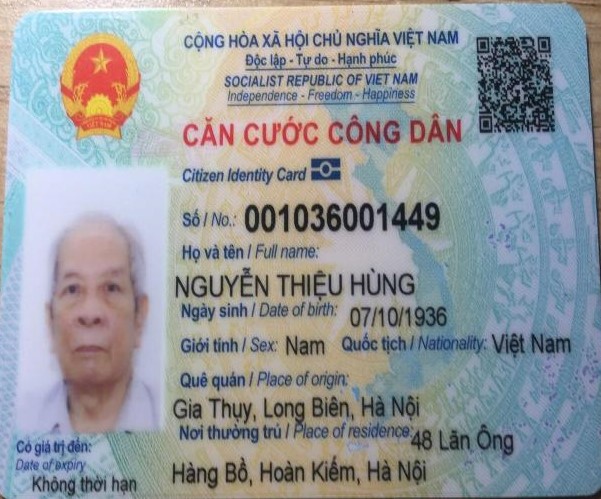 CỘNG HÒA XÃ HỘI CHỦ NGHĨA VIỆT NAM
Độc lập - Tự do - Hạnh phúc
SOCIALIST REPUBLIC OF VIET NAM
Independence - Freedom - Happiness
CĂN CƯỚC CÔNG DÂN
Citizen Identity Card
Số / No.: 001036001449
Họ và tên / Full name:
NGUYỄN THIỆU HÙNG
Ngày sinh / Date of birth: 07/10/1936
Giới tính / Sex: Nam Quốc tịch / Nationality: Việt Nam
Quê quán / Place of origin:
Gia Thụy, Long Biên, Hà Nội
Nơi thường trú / Place of residence: 48 Lãn Ông
Hàng Bồ, Hoàn Kiếm, Hà Nội
Có giá trị đến:
Date of expiry
Không thời hạn